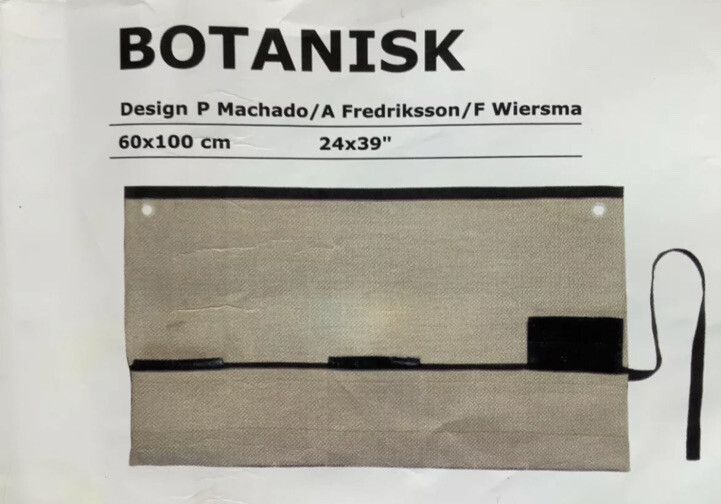 BOTANISK
Design P Machado/A Fredriksson/F Wiersma
60x100 cm 24x39"